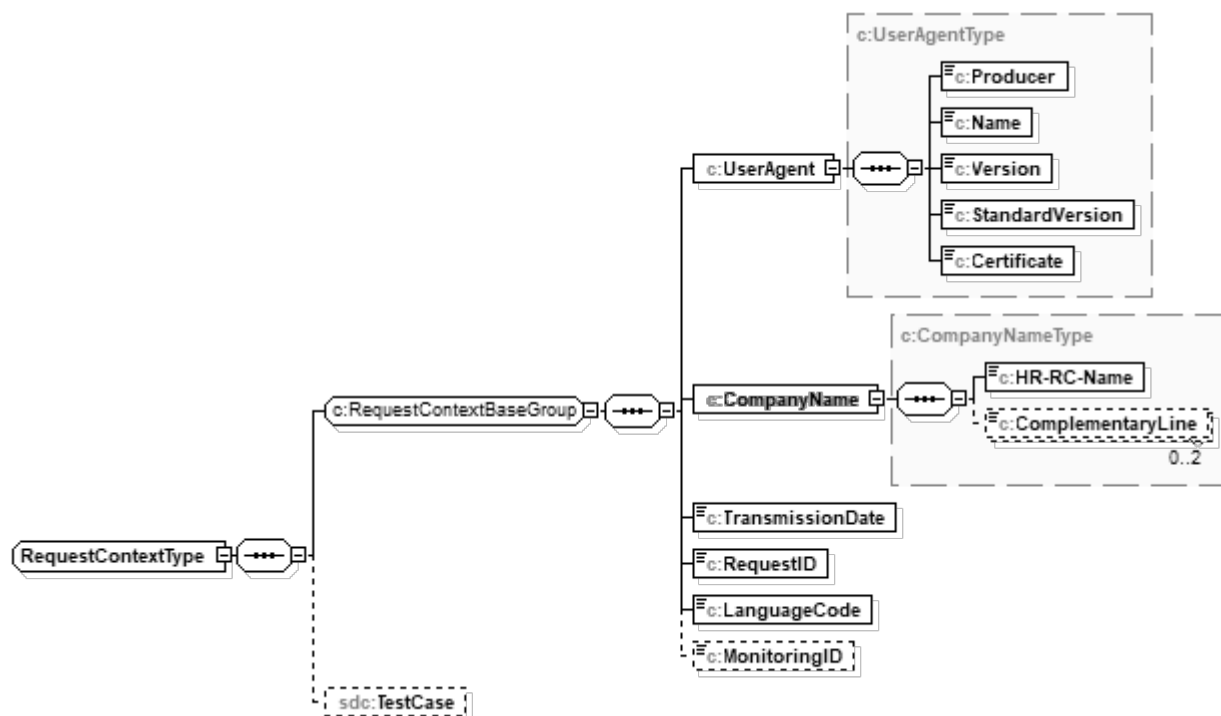 c:UserAgentType
c:Producer
c:Name
c:UserAgent
c:Version
c:StandardVersion
c:Certificate
c:CompanyNameType
c:HR-RC-Name
c:RequestContextBaseGroup
c:CompanyName
c:ComplementaryLine
0..2
c:TransmissionDate
RequestContextType
c:RequestID
c:LanguageCode
c:MonitoringID
sdc:TestCase